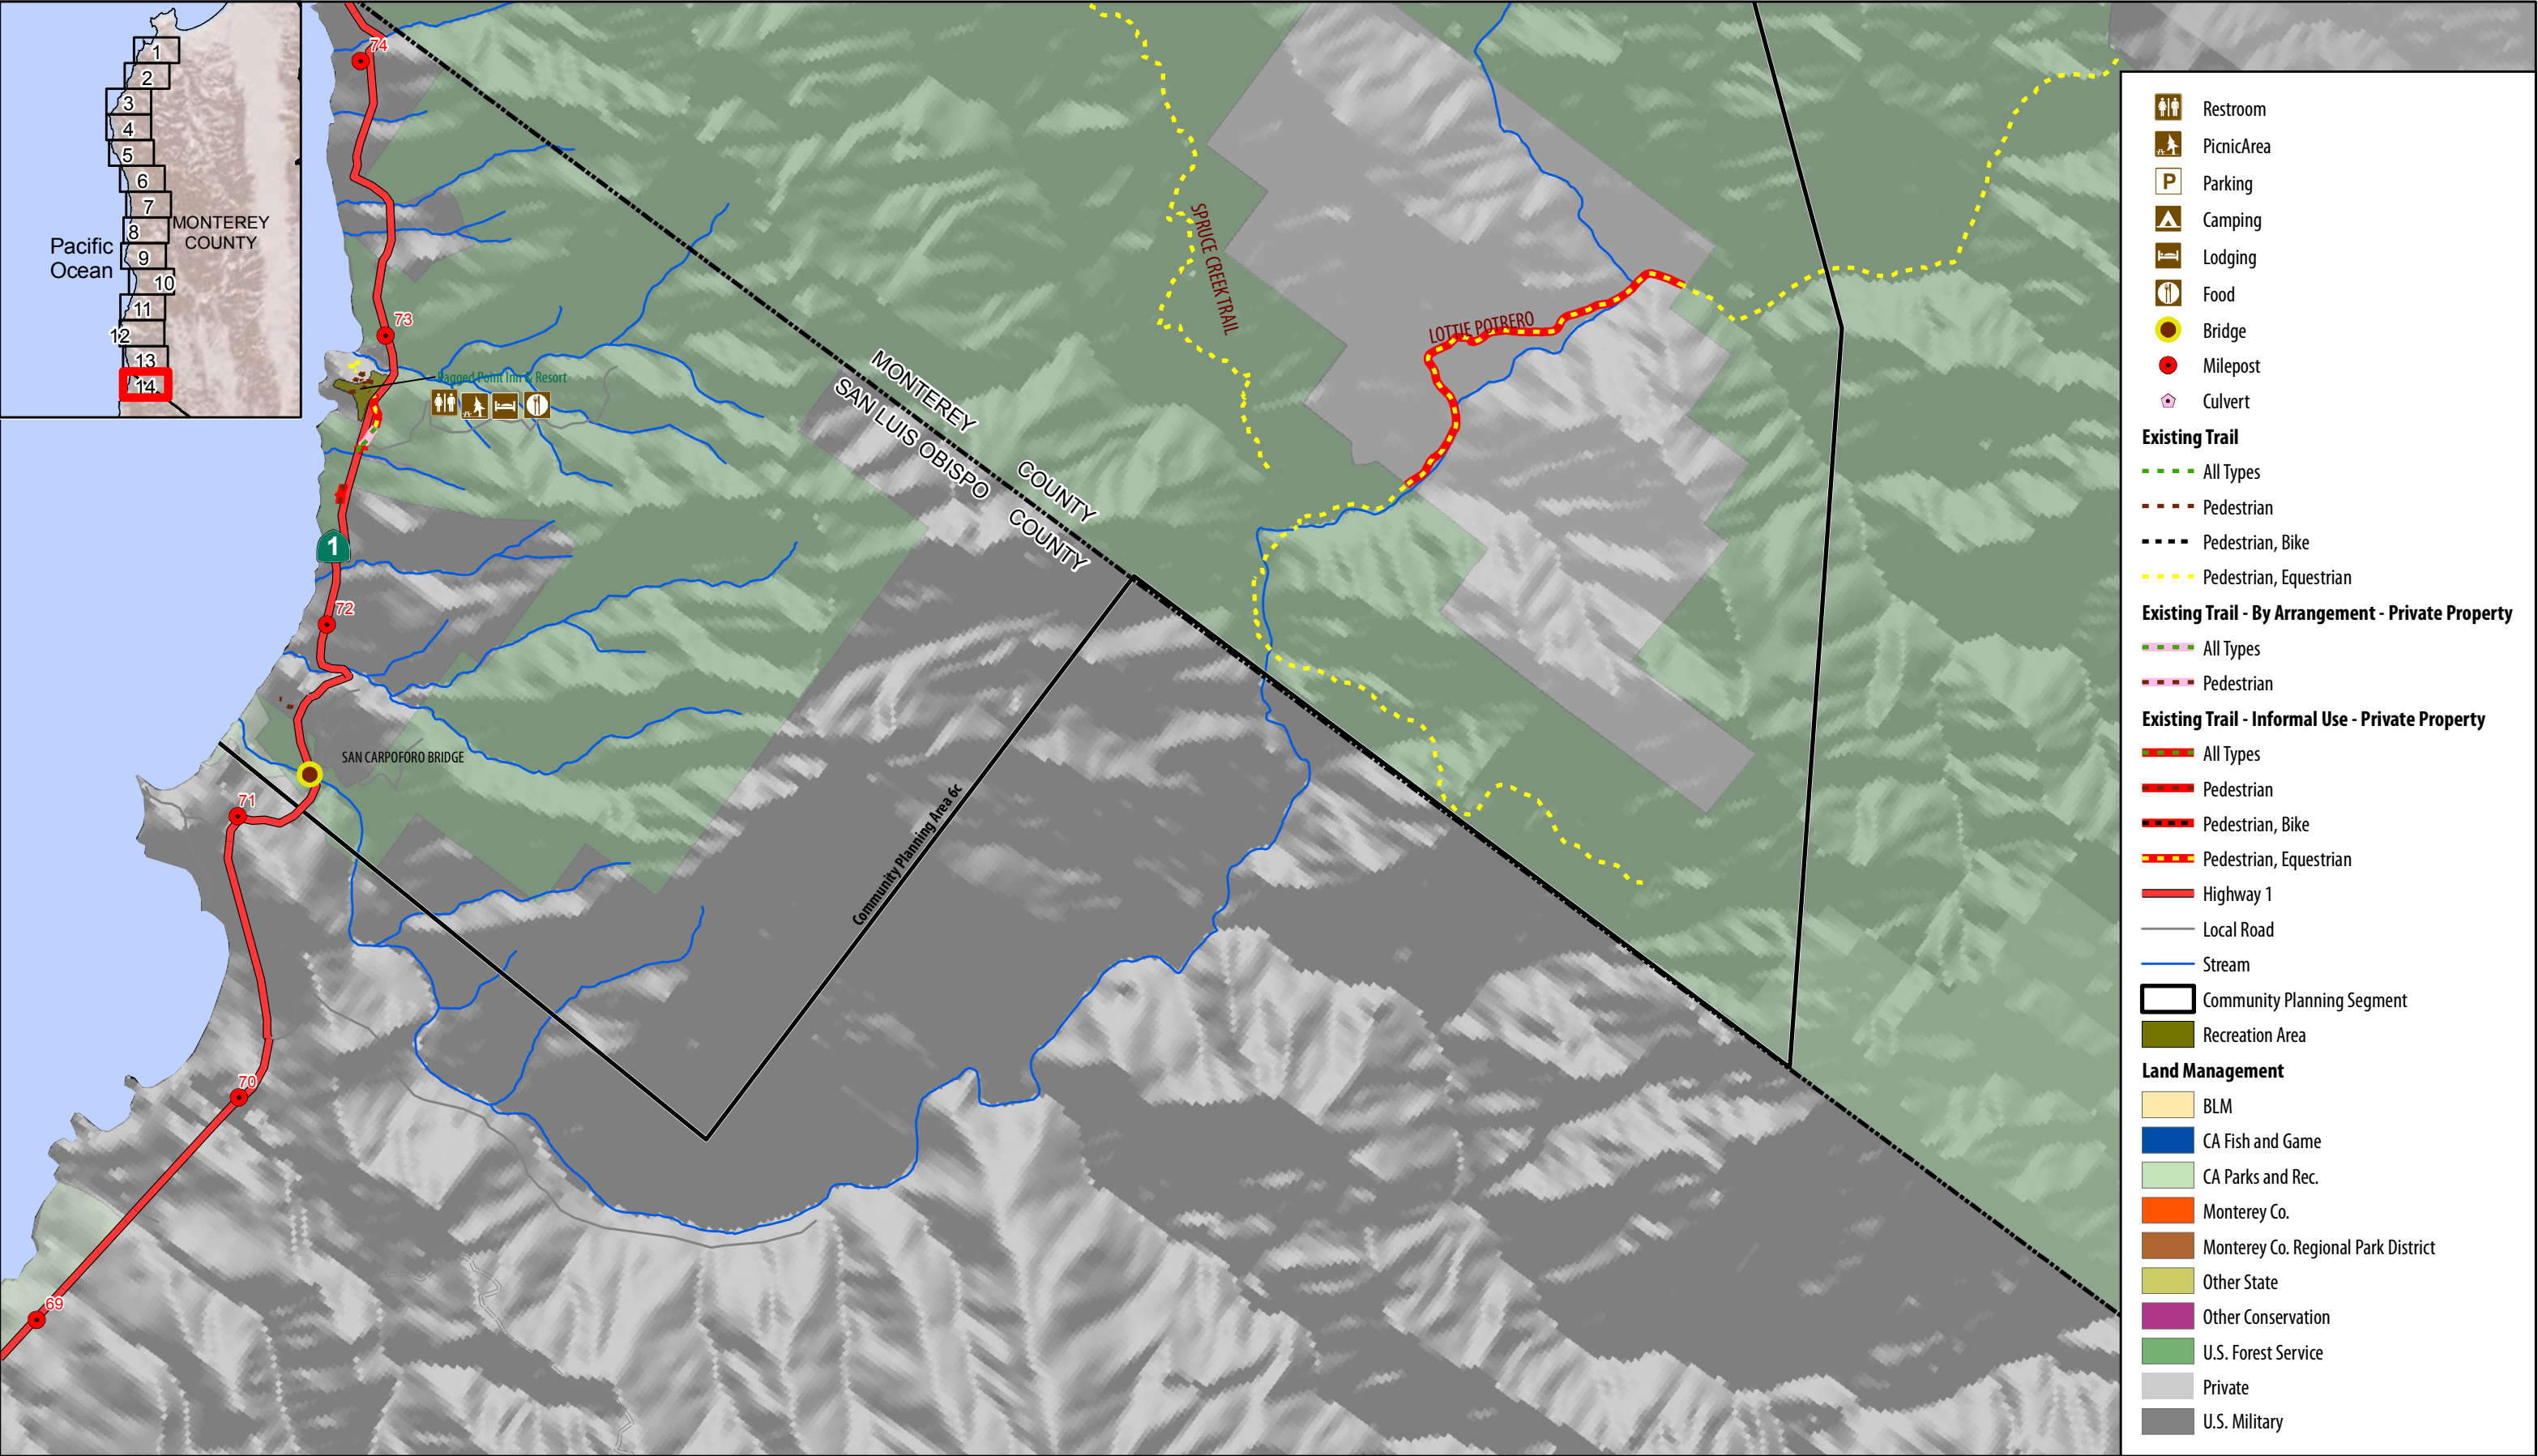 1
2
3
4
5
6
7
8
9
10
11
12
13
14
MONTEREY
COUNTY
Pacific
Ocean
74
73
Ragged Point Inn & Resort
1
72
SAN CARPOFORO BRIDGE
71
70
69
MONTEREY
COUNTY
SAN LUIS OBISPO
COUNTY
SPRUCE CREEK TRAIL
LOTTIE POTRERO
Community Planning Area 6c
Restroom
PicnicArea
P
Parking
Camping
Lodging
Food
Bridge
Milepost
Culvert
Existing Trail
All Types
Pedestrian
Pedestrian, Bike
Pedestrian, Equestrian
Existing Trail - By Arrangement - Private Property
All Types
Pedestrian
Existing Trail - Informal Use - Private Property
All Types
Pedestrian
Pedestrian, Bike
Pedestrian, Equestrian
Highway 1
Local Road
Stream
Community Planning Segment
Recreation Area
Land Management
BLM
CA Fish and Game
CA Parks and Rec.
Monterey Co.
Monterey Co. Regional Park District
Other State
Other Conservation
U.S. Forest Service
Private
U.S. Military